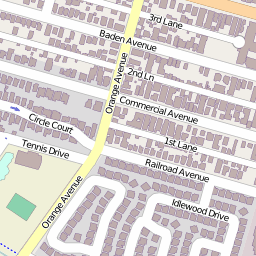 3rd Lane
Baden Avenue
2nd Ln
Orange Avenue
Commercial Avenue
Circle Court
1st Lane
Tennis Drive
Railroad Avenue
Orange Avenue
Idlewood Drive